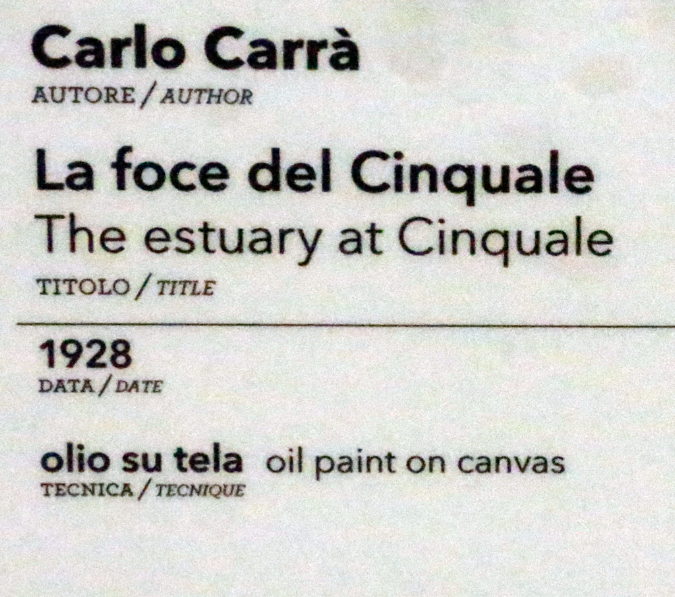 Carlo Carrà
AUTORE / AUTHOR
La foce del Cinquale
The estuary at Cinquale
TITOLO / TITLE
1928
DATA / DATE
olio su tela oil paint on canvas
TECNICA / TECNIQUE